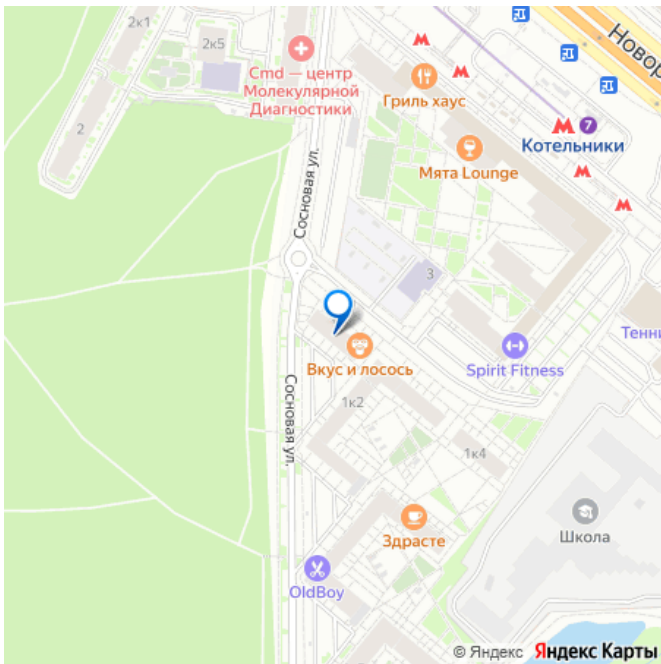 2к1
2к5
Cmd — центр
Молекулярной
Диагностики
2
Сосновая ул.
Гриль хаус
Мята Lounge
Новор
7
Котельники
3
Вкус и лосось
1к2
Spirit Fitness
Тенни
Сосновая ул.
1к4
Здрасте
Школа
OldBoy
© Яндекс Яндекс Карты